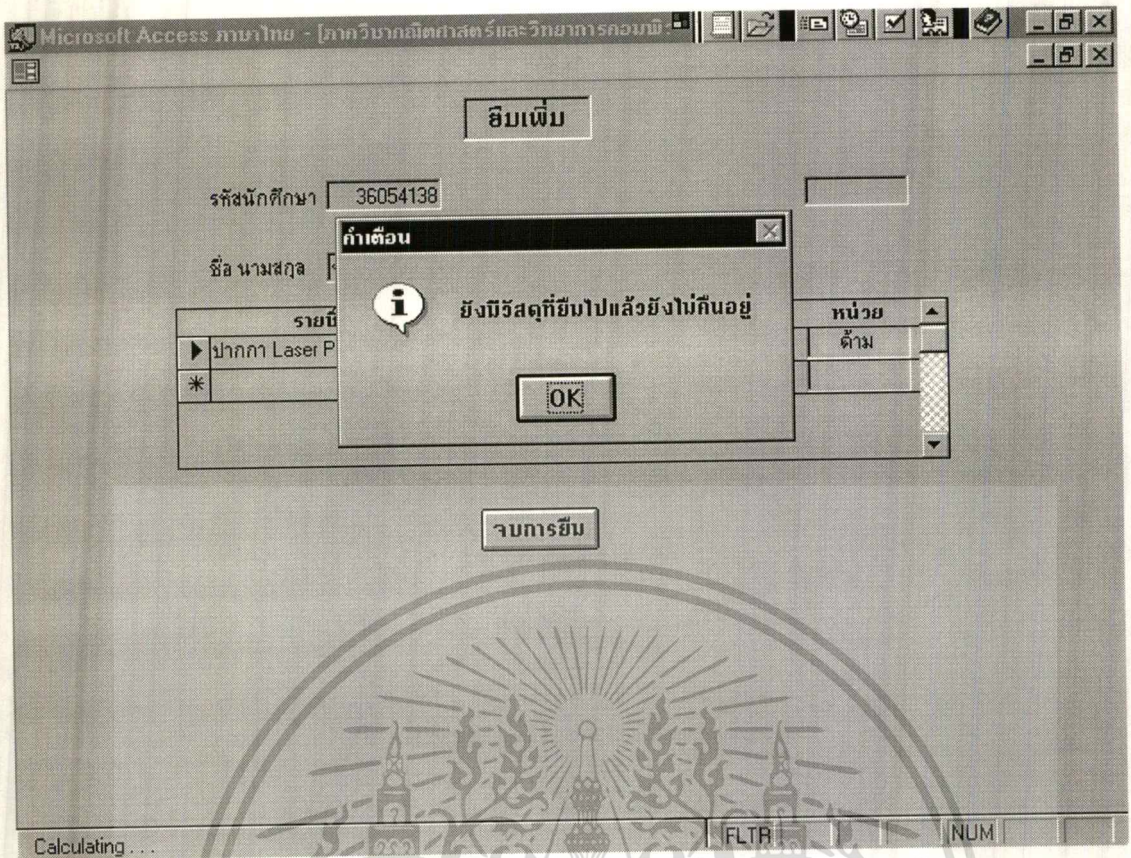 Microsoft Access ภาษาไทย - [ภาควิชาคณิตศาสตร์และวิทยาการคอมพิ
ยืมเพิ่ม
รหัสนักศึกษา 36054138
คำเตือน
ชื่อ นามสกุล
ยังมีวัสดุที่ยืมไปแล้วยังไม่คืนอยู่
รายชื่ หน่วย
ปากกา Laser P ด้าม
OK
จบการยืม
Calculating . . . FLTR NUM